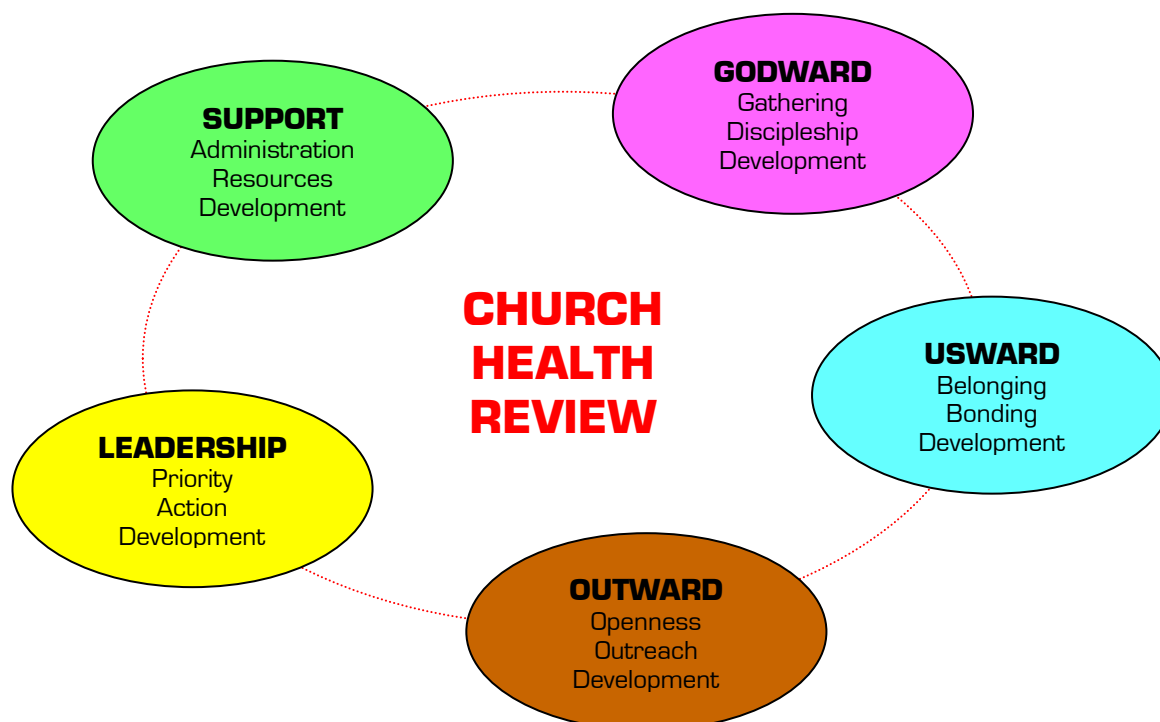 GODWARD
Gathering
Discipleship
Development
SUPPORT
Administration
Resources
Development
CHURCH
HEALTH
REVIEW
USWARD
Belonging
Bonding
Development
LEADERSHIP
Priority
Action
Development
OUTWARD
Openness
Outreach
Development